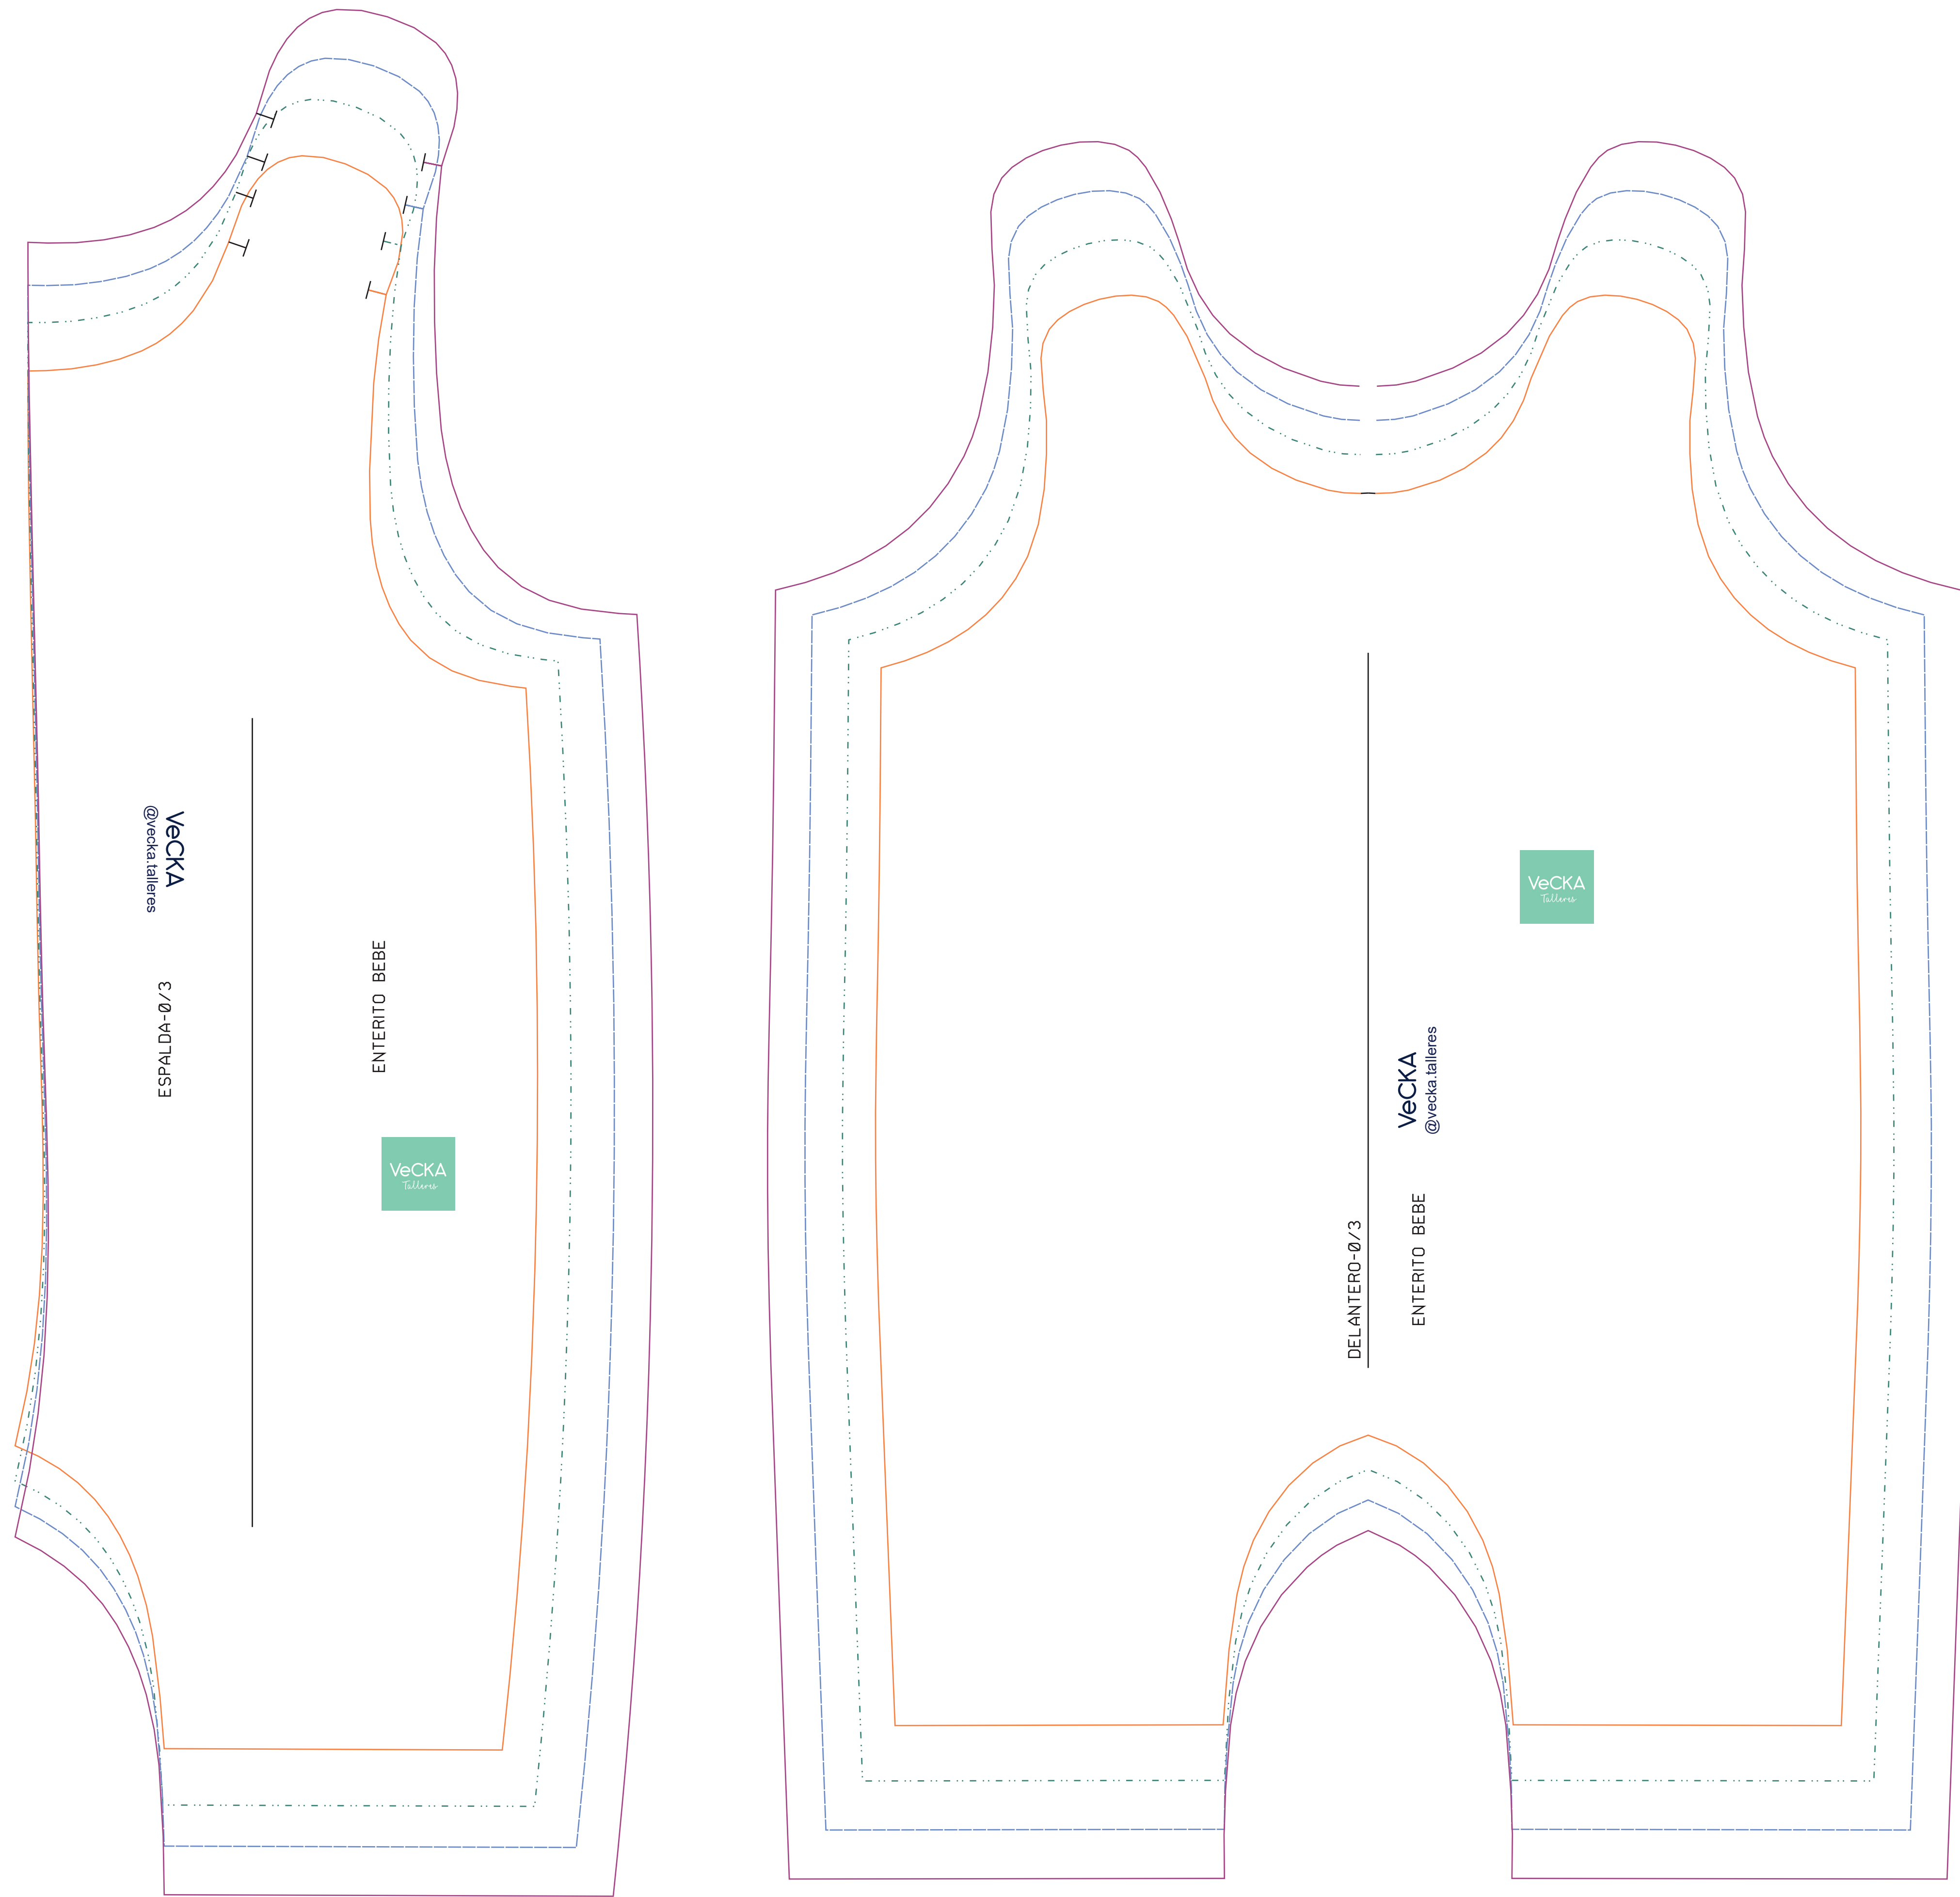 VeCKA
@vecka.talleres
ESPALDA-0/3
ENTERITO BEBE
VeCKA
Talleres
VeCKA
Talleres
VeCKA
@vecka.talleres
DELANTERO-0/3
ENTERITO BEBE